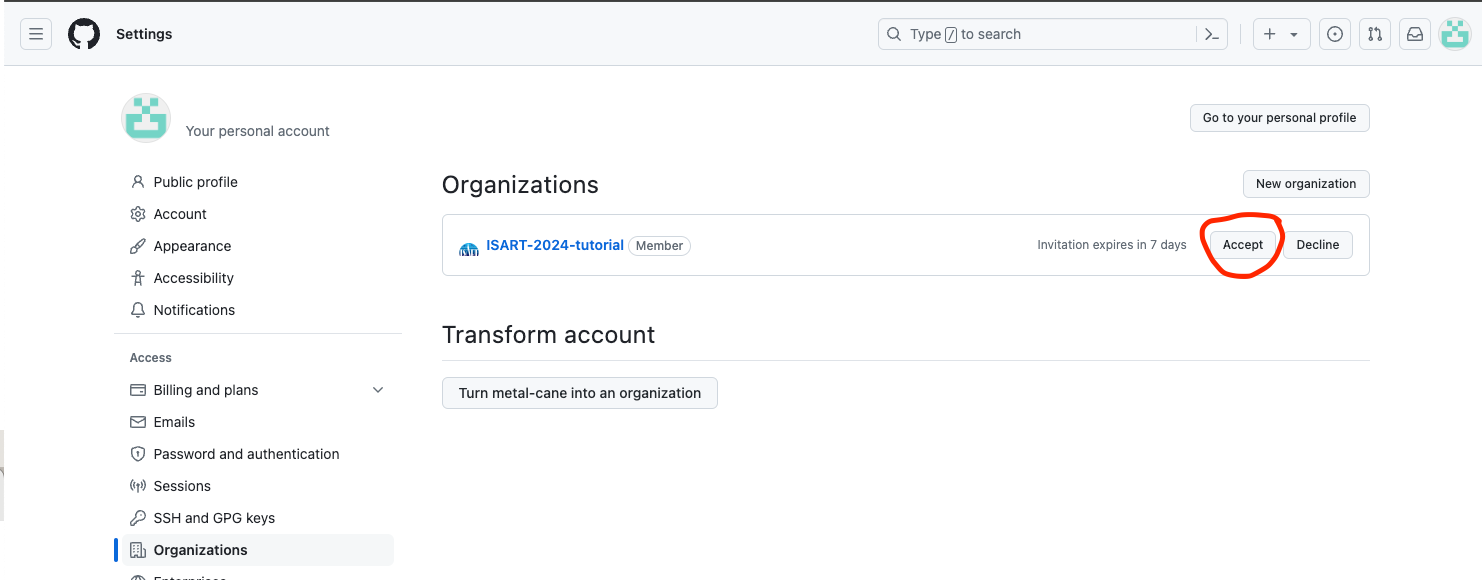 Settings
Type / to search
Your personal account
Go to your personal profile
Public profile
Account
Appearance
Accessibility
Notifications
Access
Billing and plans
Emails
Password and authentication
Sessions
SSH and GPG keys
Organizations
Enterprises
Organizations
New organization
ISART-2024-tutorial Member Invitation expires in 7 days Accept Decline
Transform account
Turn metal-cane into an organization